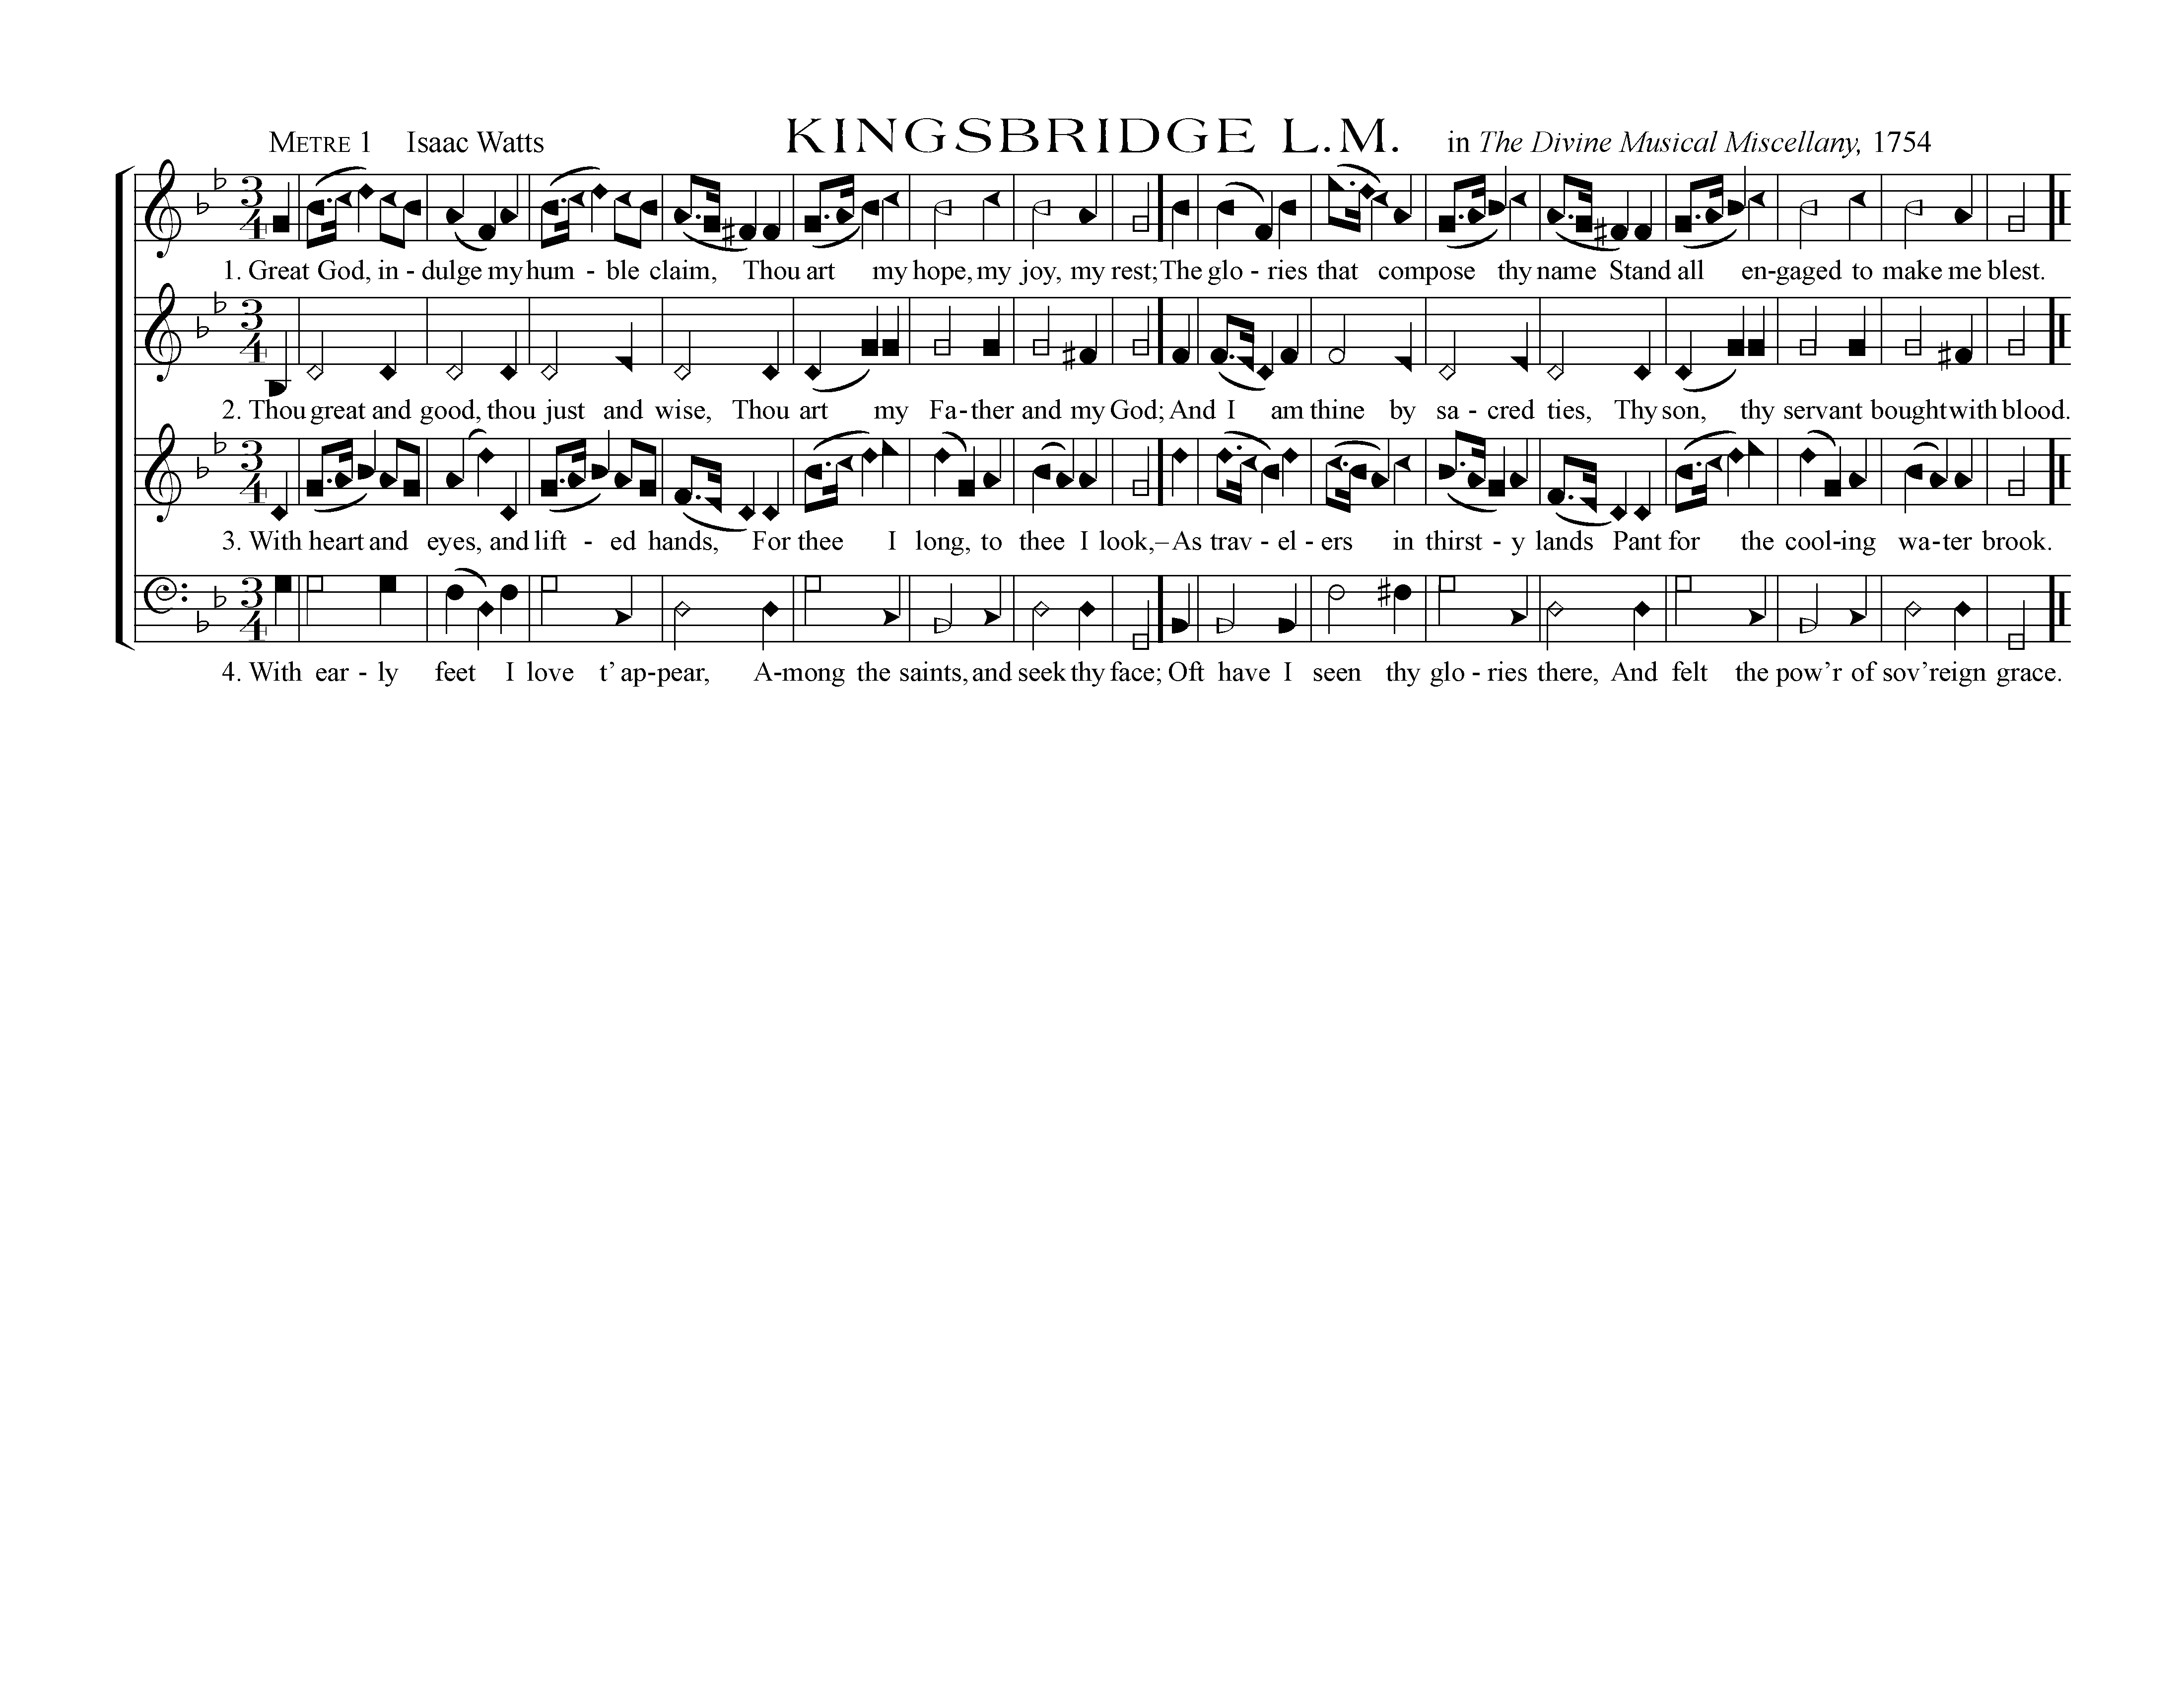 METRE 1 Isaac Watts KINGSBRIDGE L.M. in The Divine Musical Miscellany, 1754
1. Great God, in - dulge my hum - ble claim, Thou art my hope, my joy, my rest; The glo - ries that compose thy name Stand all en-gaged to make me blest.
2. Thou great and good, thou just and wise, Thou art my Fa-ther and my God; And I am thine by sa - cred ties, Thy son, thy servant bought with blood.
3. With heart and eyes, and lift - ed hands, For thee I long, to thee I look,– As trav - el - ers in thirst - y lands Pant for the cool-ing wa-ter brook.
4. With ear - ly feet I love t’ ap-pear, A-mong the saints, and seek thy face; Oft have I seen thy glo - ries there, And felt the pow’r of sov’reign grace.